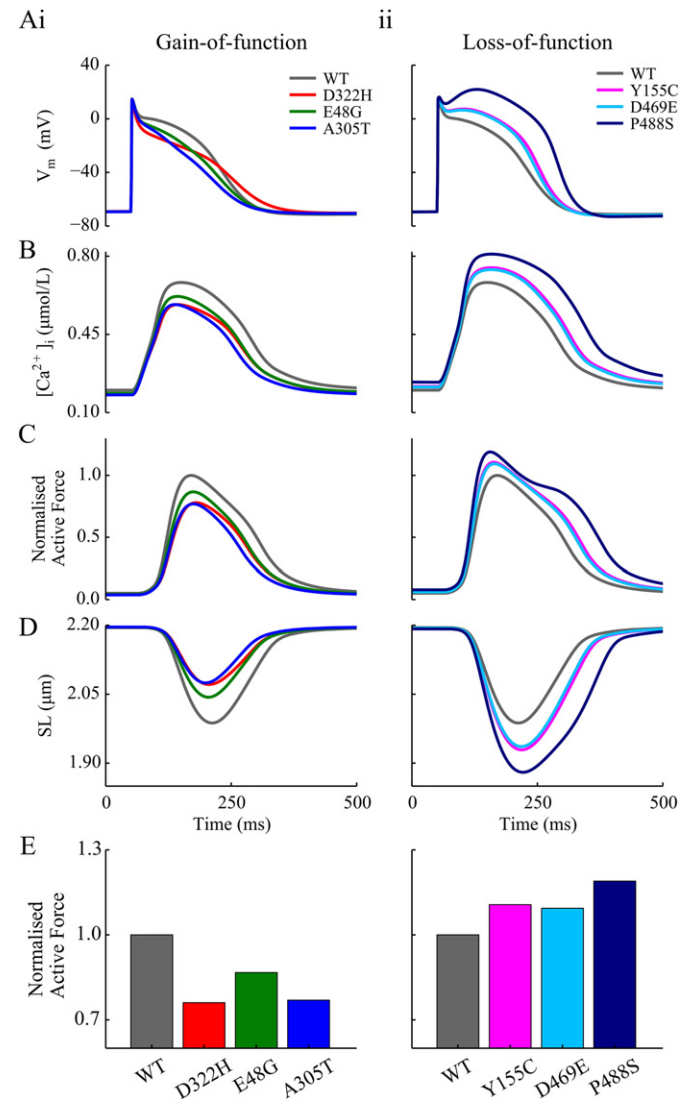 Ai
ii
Gain-of-function
Loss-of-function
40
0
−40
−80
V_m (mV)
WT
D322H
E48G
A305T
WT
Y155C
D469E
P488S
B
0.80
0.45
0.10
[Ca²⁺]ᵢ (μmol/L)
C
1.0
0.5
0.0
Normalised
Active Force
D
2.20
2.05
1.90
SL (μm)
0
250
500
Time (ms)
0
250
500
Time (ms)
E
1.3
1.0
0.7
Normalised
Active Force
WT
D322H
E48G
A305T
WT
Y155C
D469E
P488S